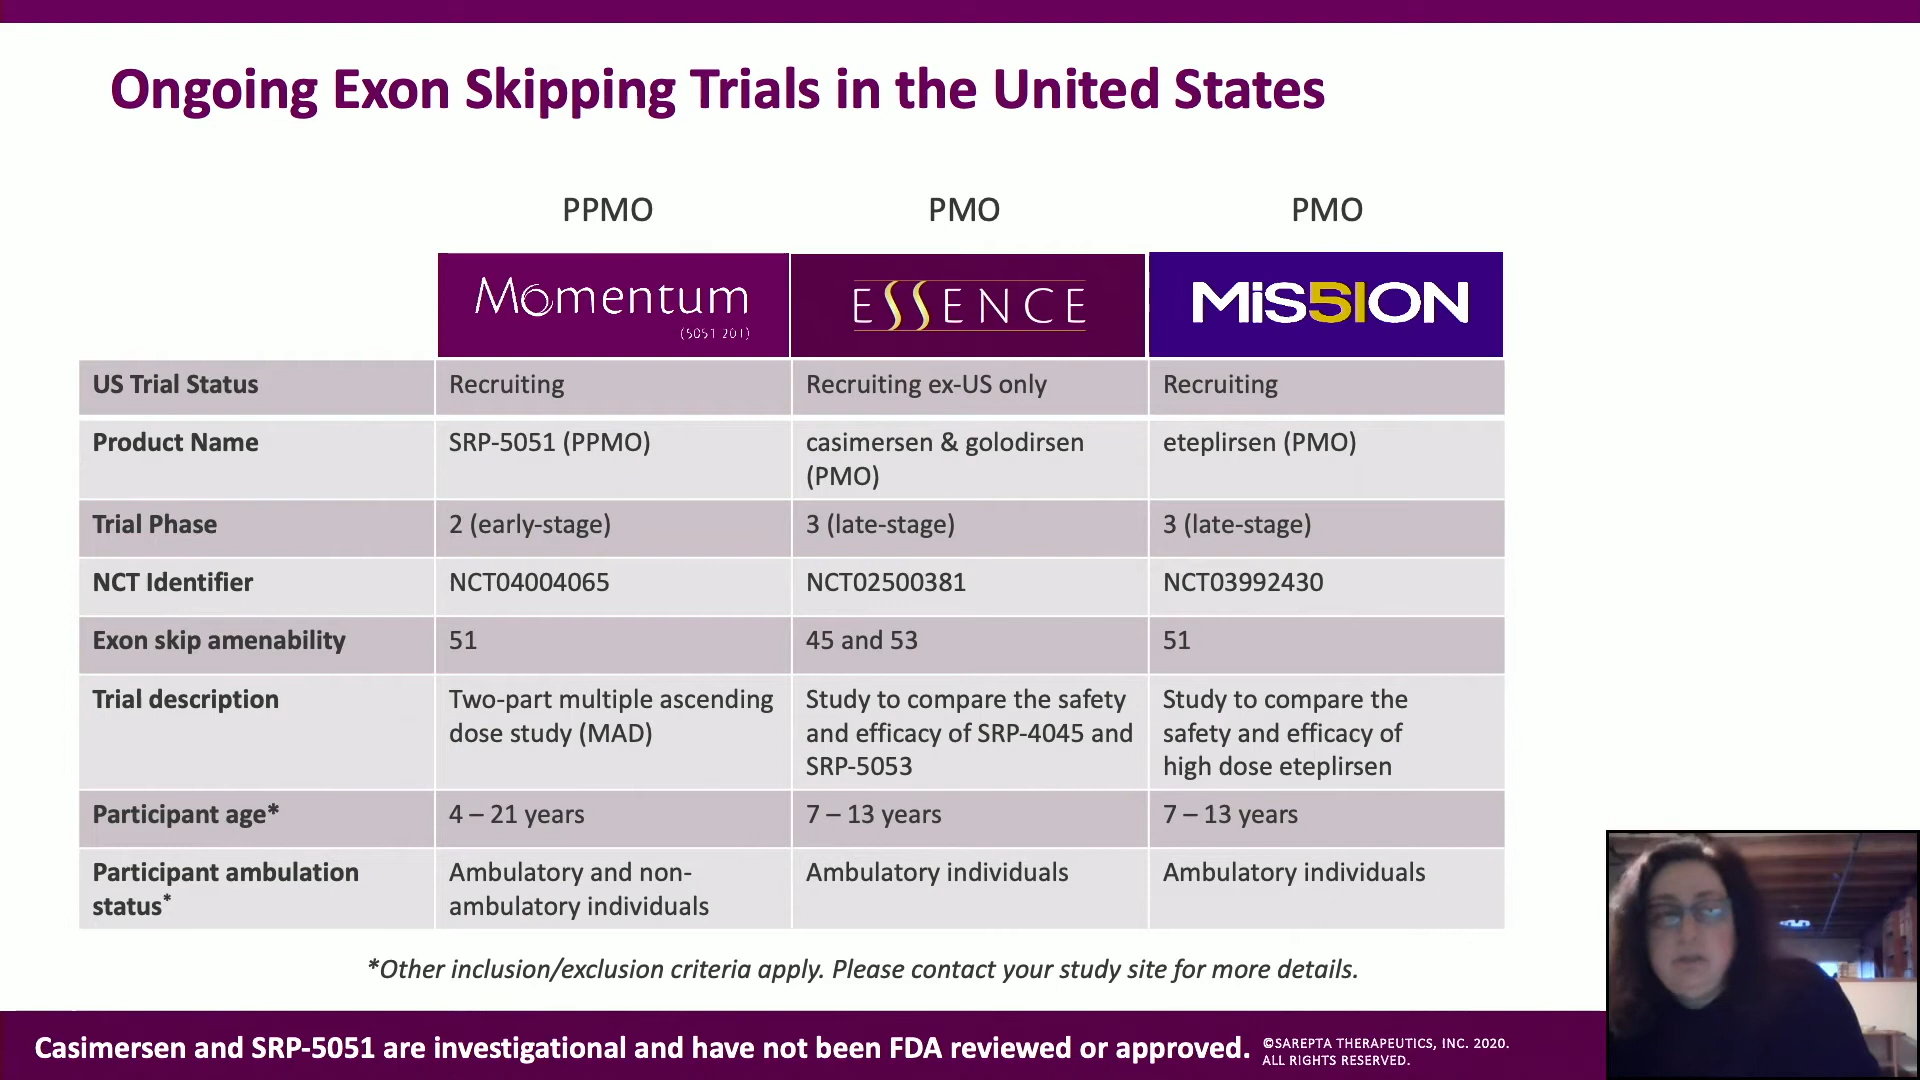 Ongoing Exon Skipping Trials in the United States
PPMO PMO PMO
Momentum
(5051-201)
ESSENCE
MiS51ON
US Trial Status Recruiting Recruiting ex-US only Recruiting
Product Name SRP-5051 (PPMO) casimersen & golodirsen eteplirsen (PMO)
(PMO)
Trial Phase 2 (early-stage) 3 (late-stage) 3 (late-stage)
NCT Identifier NCT04004065 NCT02500381 NCT03992430
Exon skip amenability 51 45 and 53 51
Trial description Two-part multiple ascending Study to compare the safety Study to compare the
dose study (MAD) and efficacy of SRP-4045 and safety and efficacy of
SRP-5053 high dose eteplirsen
Participant age* 4 – 21 years 7 – 13 years 7 – 13 years
Participant ambulation Ambulatory and non- Ambulatory individuals Ambulatory individuals
status* ambulatory individuals
*Other inclusion/exclusion criteria apply. Please contact your study site for more details.
Casimersen and SRP-5051 are investigational and have not been FDA reviewed or approved.
©SAREPTA THERAPEUTICS, INC. 2020.
ALL RIGHTS RESERVED.